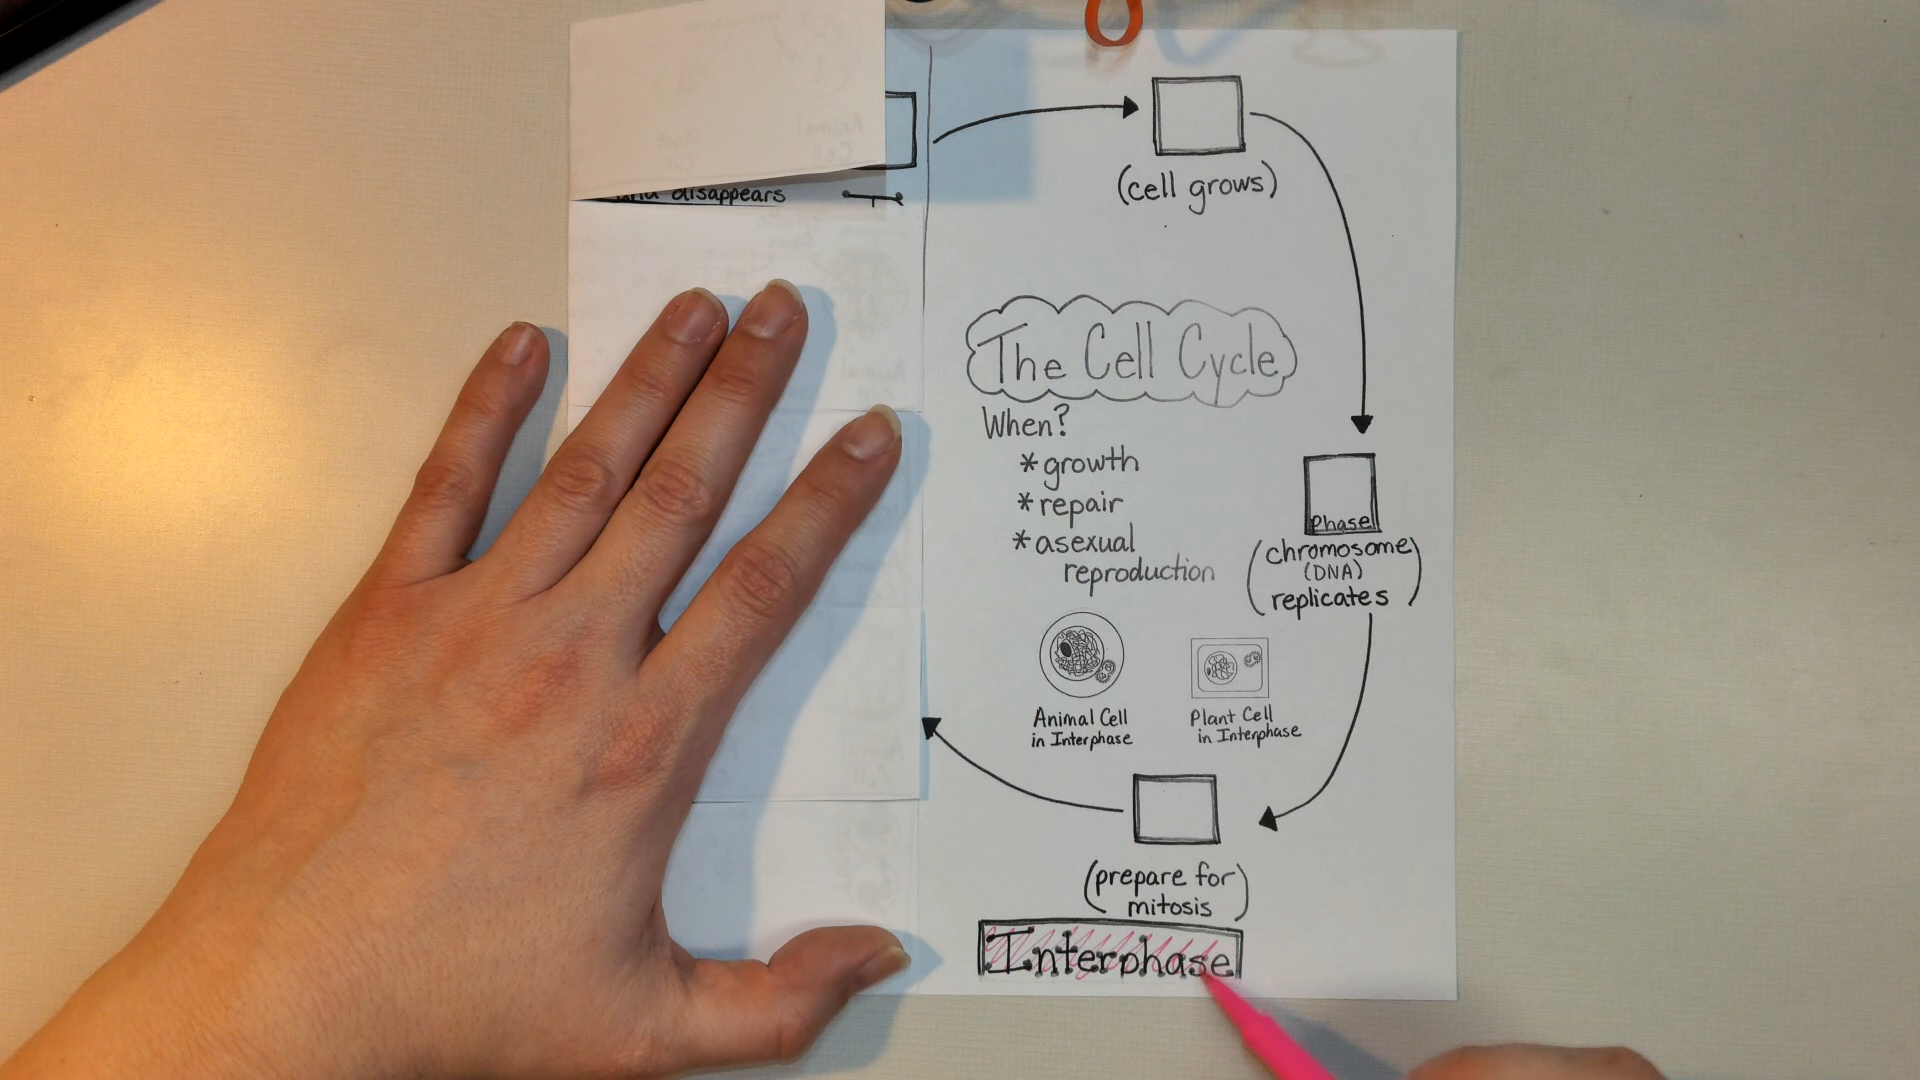 disappears
(cell grows)
The Cell Cycle
When?
* growth
* repair
* asexual
reproduction
Phase
(chromosome)
(DNA)
replicates
Animal Cell
in Interphase
Plant Cell
in Interphase
(prepare for
mitosis)
Interphase